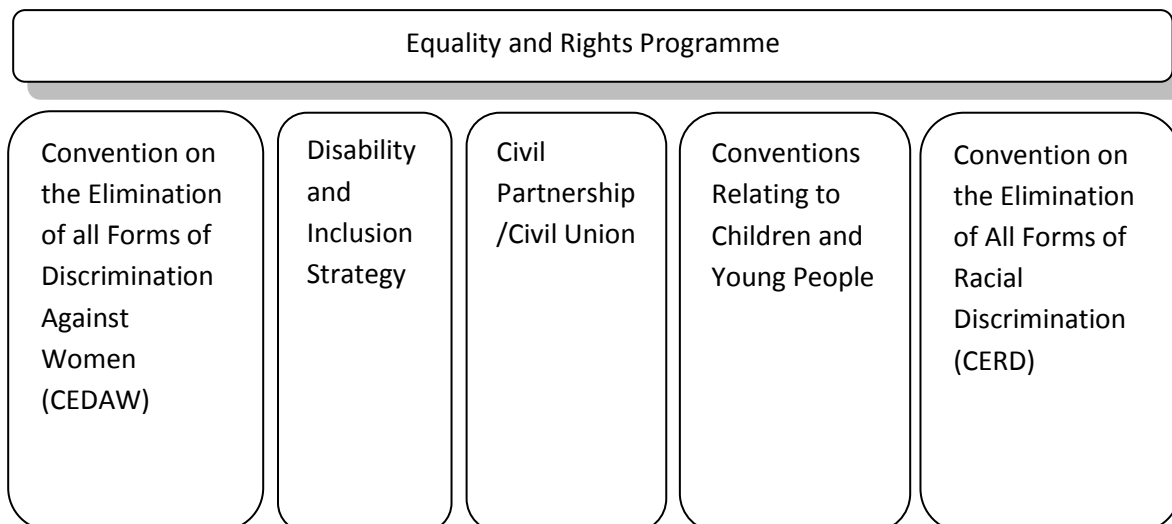 Equality and Rights Programme
Convention on
the Elimination
of all Forms of
Discrimination
Against
Women
(CEDAW)
Disability
and
Inclusion
Strategy
Civil
Partnership
/Civil Union
Conventions
Relating to
Children and
Young People
Convention on
the Elimination
of All Forms of
Racial
Discrimination
(CERD)